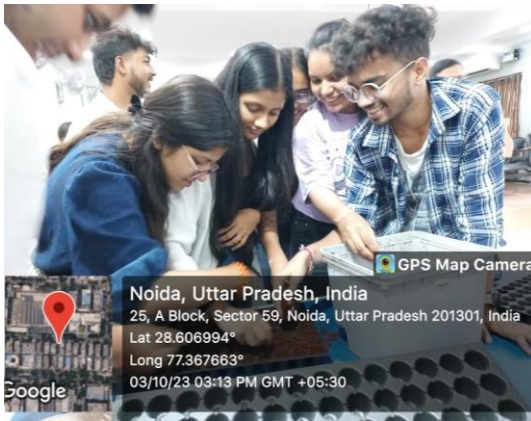 GPS Map Camera
Noida, Uttar Pradesh, India
25, A Block, Sector 59, Noida, Uttar Pradesh 201301, India
Lat 28.606994°
Long 77.367663°
03/10/23 03:13 PM GMT +05:30
Google